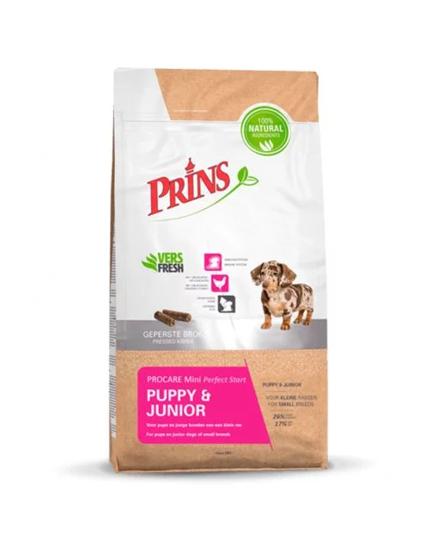 100%
NATURAL
INGREDIENTS
PRINS
VERS
FRESH
GEPERSTE
PRESSED KIBBLE
PROCARE Mini Perfect Start
PUPPY &
JUNIOR
Voor pups en jonge honden van een klein ras
For pups en junior dogs of small breeds
PUPPY & JUNIOR
VOOR KLEINE RASSEN
FOR SMALL BREEDS
17%